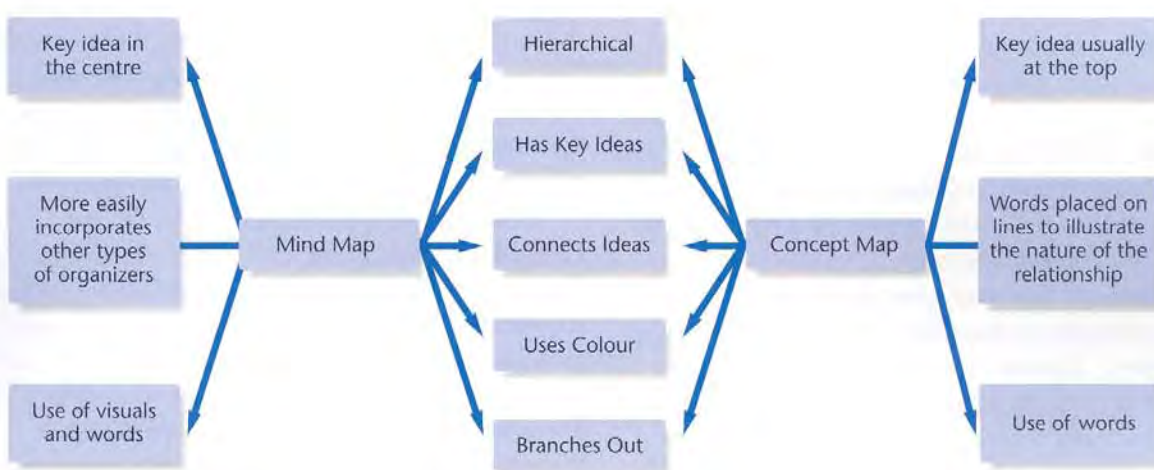 Key idea in
the centre
More easily
incorporates
other types
of organizers
Use of visuals
and words
Mind Map
Hierarchical
Has Key Ideas
Connects Ideas
Uses Colour
Branches Out
Concept Map
Key idea usually
at the top
Words placed on
lines to illustrate
the nature of the
relationship
Use of words